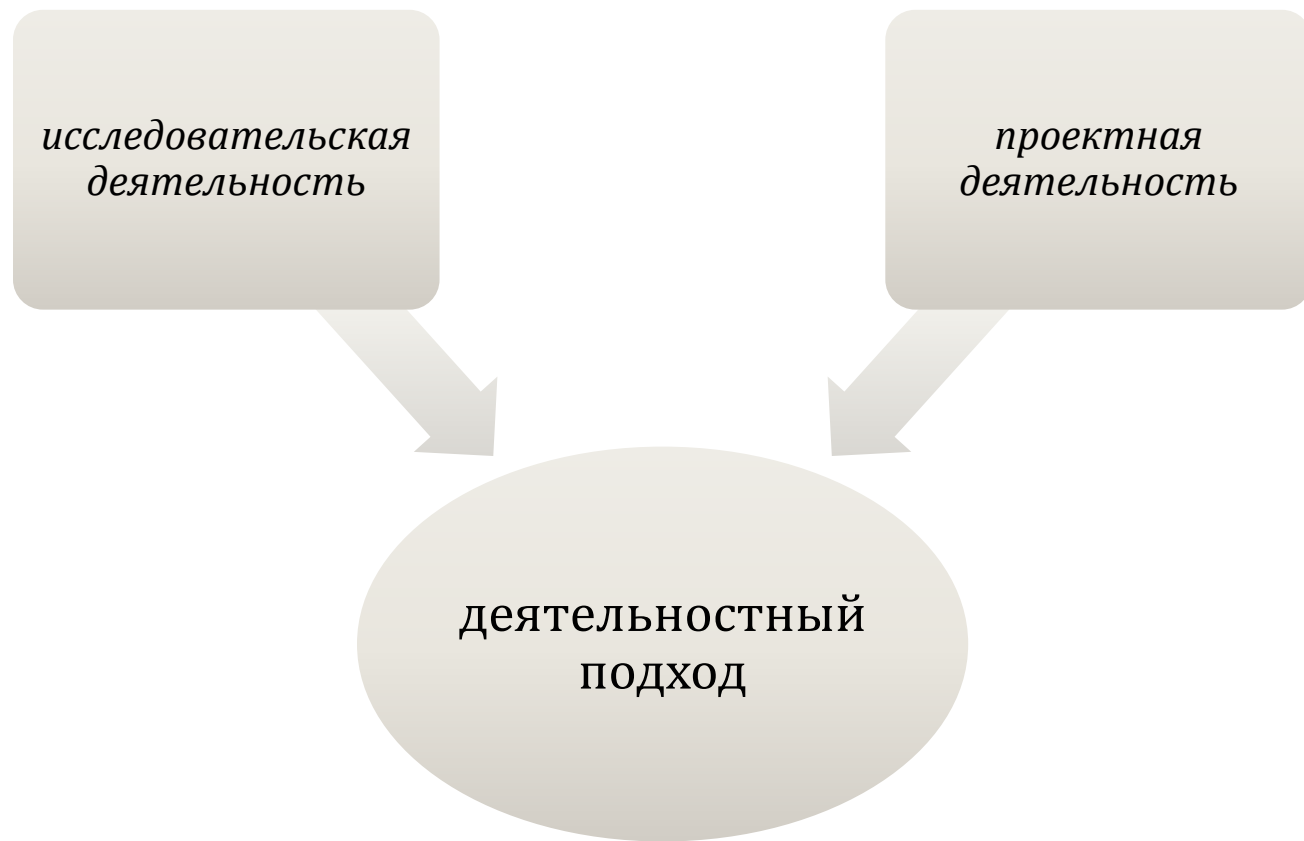 исследовательская
деятельность
проектная
деятельность
деятельностный
подход